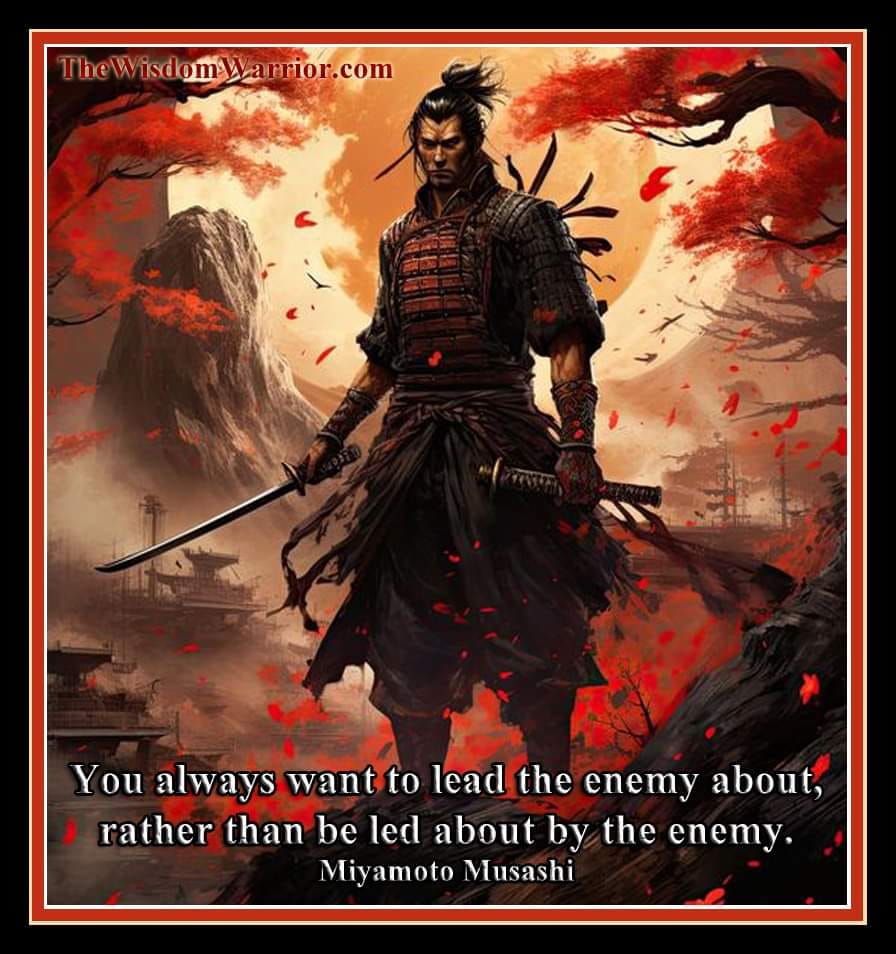 TheWisdomWarrior.com
You always want to lead the enemy about,
rather than be led about by the enemy.
Miyamoto Musashi